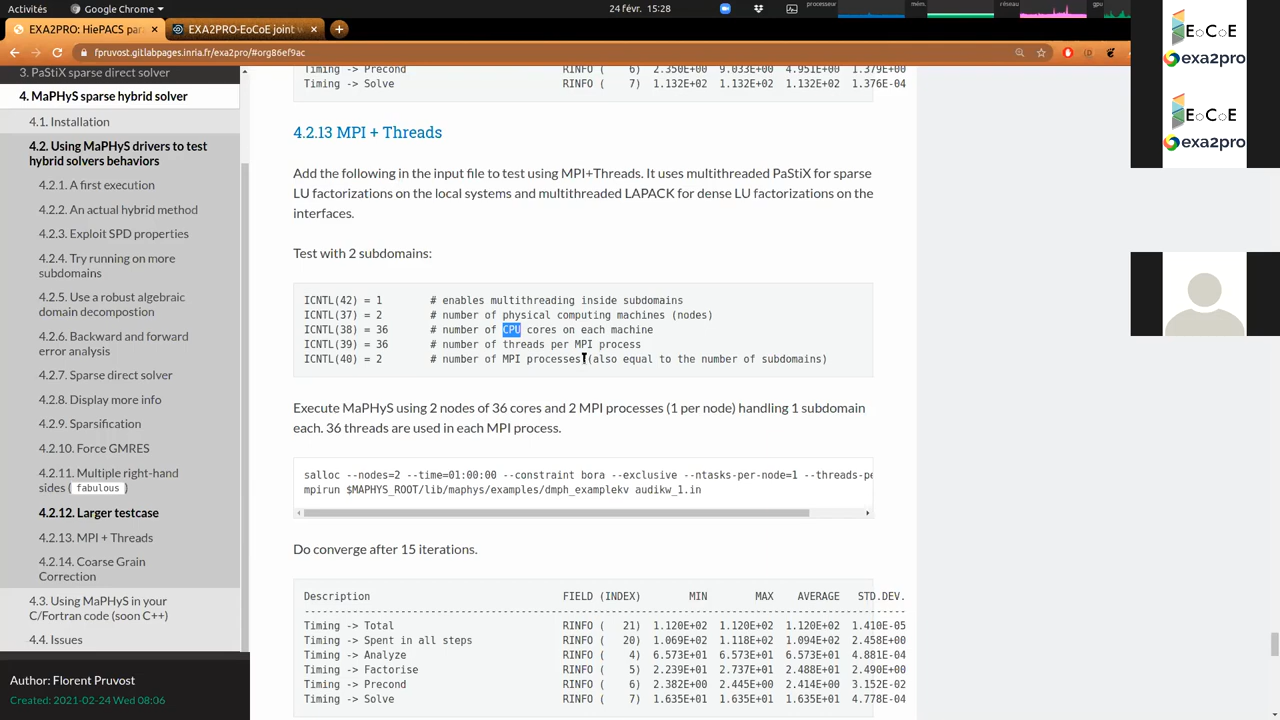 Activités Google Chrome 24 févr. 15:28 processeur mém. réseau gpu
EXA2PRO: HiePACS par × EXA2PRO-EoCoE joint w ×
fpruvost.gitlabpages.inria.fr/exa2pro/#org86ef9ac
3. PaStiX sparse direct solver
4. MaPHyS sparse hybrid solver
4.1. Installation
4.2. Using MaPHyS drivers to test
hybrid solvers behaviors
4.2.1. A first execution
4.2.2. An actual hybrid method
4.2.3. Exploit SPD properties
4.2.4. Try running on more
subdomains
4.2.5. Use a robust algebraic
domain decompostion
4.2.6. Backward and forward
error analysis
4.2.7. Sparse direct solver
4.2.8. Display more info
4.2.9. Sparsification
4.2.10. Force GMRES
4.2.11. Multiple right-hand
sides ( fabulous )
4.2.12. Larger testcase
4.2.13. MPI + Threads
4.2.14. Coarse Grain
Correction
4.3. Using MaPHyS in your
C/Fortran code (soon C++)
4.4. Issues
Author: Florent Pruvost
Created: 2021-02-24 Wed 08:06
Timing -> Precond RINFO ( 6) 2.350E+00 9.033E+00 4.951E+00 1.379E+00
Timing -> Solve RINFO ( 7) 1.132E+02 1.132E+02 1.132E+02 1.376E-04
4.2.13 MPI + Threads
Add the following in the input file to test using MPI+Threads. It uses multithreaded PaStiX for sparse
LU factorizations on the local systems and multithreaded LAPACK for dense LU factorizations on the
interfaces.
Test with 2 subdomains:
ICNTL(42) = 1 # enables multithreading inside subdomains
ICNTL(37) = 2 # number of physical computing machines (nodes)
ICNTL(38) = 36 # number of CPU cores on each machine
ICNTL(39) = 36 # number of threads per MPI process
ICNTL(40) = 2 # number of MPI processes (also equal to the number of subdomains)
Execute MaPHyS using 2 nodes of 36 cores and 2 MPI processes (1 per node) handling 1 subdomain
each. 36 threads are used in each MPI process.
salloc --nodes=2 --time=01:00:00 --constraint bora --exclusive --ntasks-per-node=1 --threads-pe
mpirun $MAPHYS_ROOT/lib/maphys/examples/dmph_examplekv audikw_1.in
Do converge after 15 iterations.
Description FIELD (INDEX) MIN MAX AVERAGE STD.DEV.
Timing -> Total RINFO ( 21) 1.120E+02 1.120E+02 1.120E+02 1.410E-05
Timing -> Spent in all steps RINFO ( 20) 1.069E+02 1.118E+02 1.094E+02 2.458E+00
Timing -> Analyze RINFO ( 4) 6.573E+01 6.573E+01 6.573E+01 4.881E-04
Timing -> Factorise RINFO ( 5) 2.239E+01 2.737E+01 2.488E+01 2.490E+00
Timing -> Precond RINFO ( 6) 2.382E+00 2.445E+00 2.414E+00 3.152E-02
Timing -> Solve RINFO ( 7) 1.635E+01 1.635E+01 1.635E+01 4.778E-04
EoCoE
exa2pro
EoCoE
exa2pro